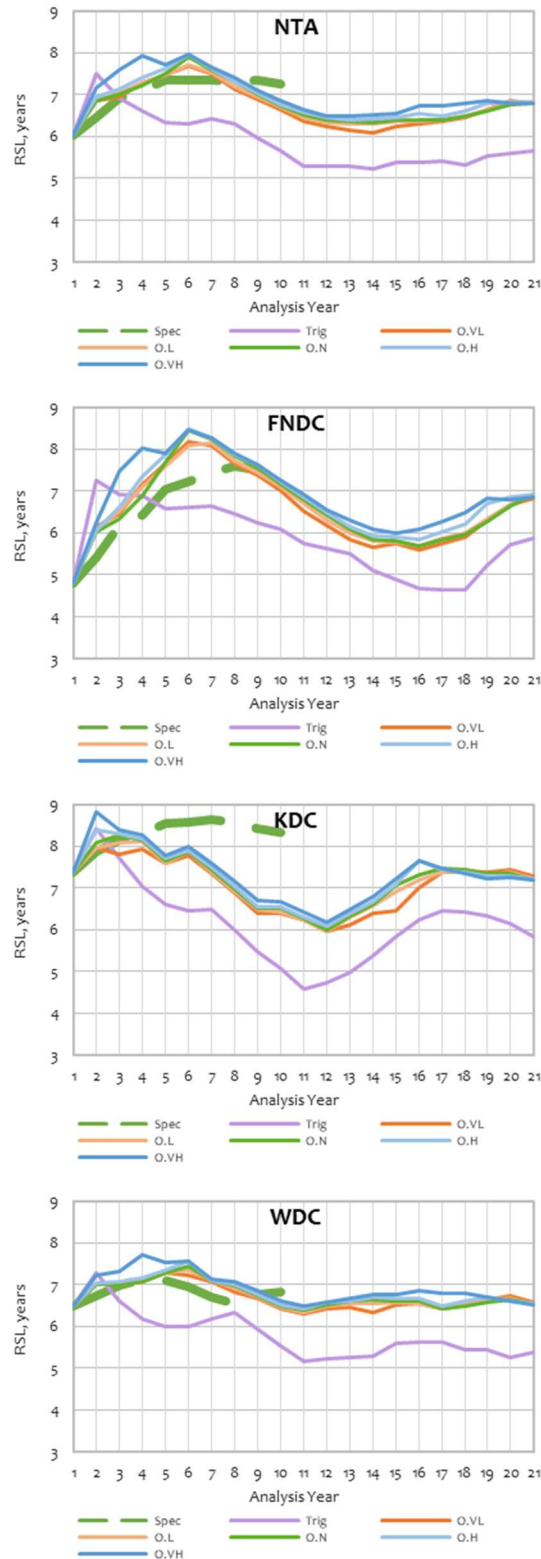 NTA
9
8
7
6
5
4
3
RSL, years
1 2 3 4 5 6 7 8 9 10 11 12 13 14 15 16 17 18 19 20 21
Analysis Year
Spec Trig O.VL
O.L O.N O.H
O.VH
FNDC
9
8
7
6
5
4
3
RSL, years
1 2 3 4 5 6 7 8 9 10 11 12 13 14 15 16 17 18 19 20 21
Analysis Year
Spec Trig O.VL
O.L O.N O.H
O.VH
KDC
9
8
7
6
5
4
3
RSL, years
1 2 3 4 5 6 7 8 9 10 11 12 13 14 15 16 17 18 19 20 21
Analysis Year
Spec Trig O.VL
O.L O.N O.H
O.VH
WDC
9
8
7
6
5
4
3
RSL, years
1 2 3 4 5 6 7 8 9 10 11 12 13 14 15 16 17 18 19 20 21
Analysis Year
Spec Trig O.VL
O.L O.N O.H
O.VH